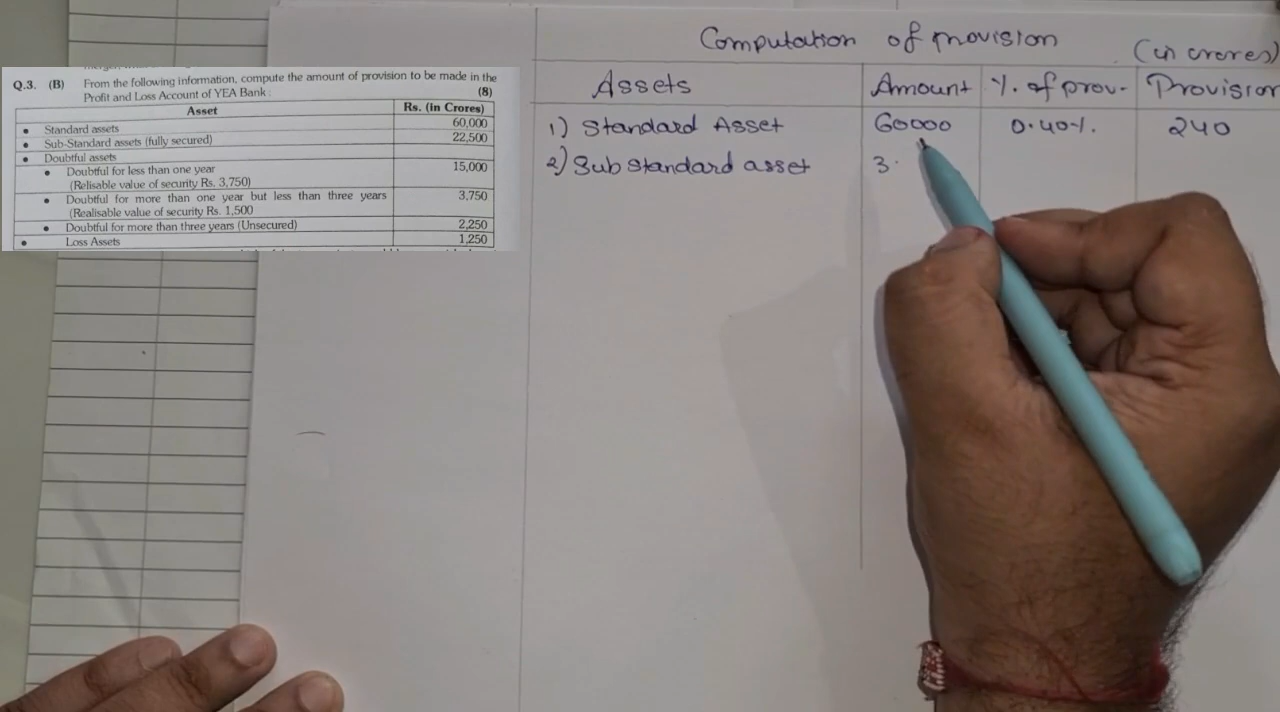 Q.3. (B) From the following information, compute the amount of provision to be made in the
Profit and Loss Account of YEA Bank : (8)
Asset Rs. (in Crores)
• Standard assets 60,000
• Sub-Standard assets (fully secured) 22,500
• Doubtful assets
• Doubtful for less than one year 15,000
(Relisable value of security Rs. 3,750)
• Doubtful for more than one year but less than three years 3,750
(Realisable value of security Rs. 1,500
• Doubtful for more than three years (Unsecured) 2,250
• Loss Assets 1,250
Computation of provision
(in crores)
Assets Amount % of prov. Provision
1) Standard Asset 60000 0.40%. 240
2) Sub standard asset 3.